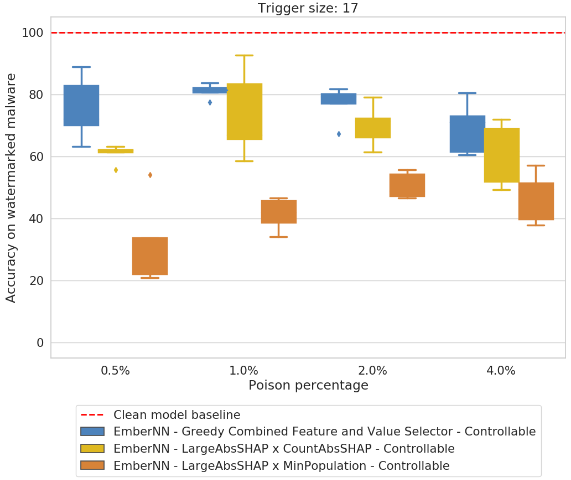 Trigger size: 17
Accuracy on watermarked malware
100
80
60
40
20
0
0.5%
1.0%
2.0%
4.0%
Poison percentage
Clean model baseline
EmberNN - Greedy Combined Feature and Value Selector - Controllable
EmberNN - LargeAbsSHAP x CountAbsSHAP - Controllable
EmberNN - LargeAbsSHAP x MinPopulation - Controllable